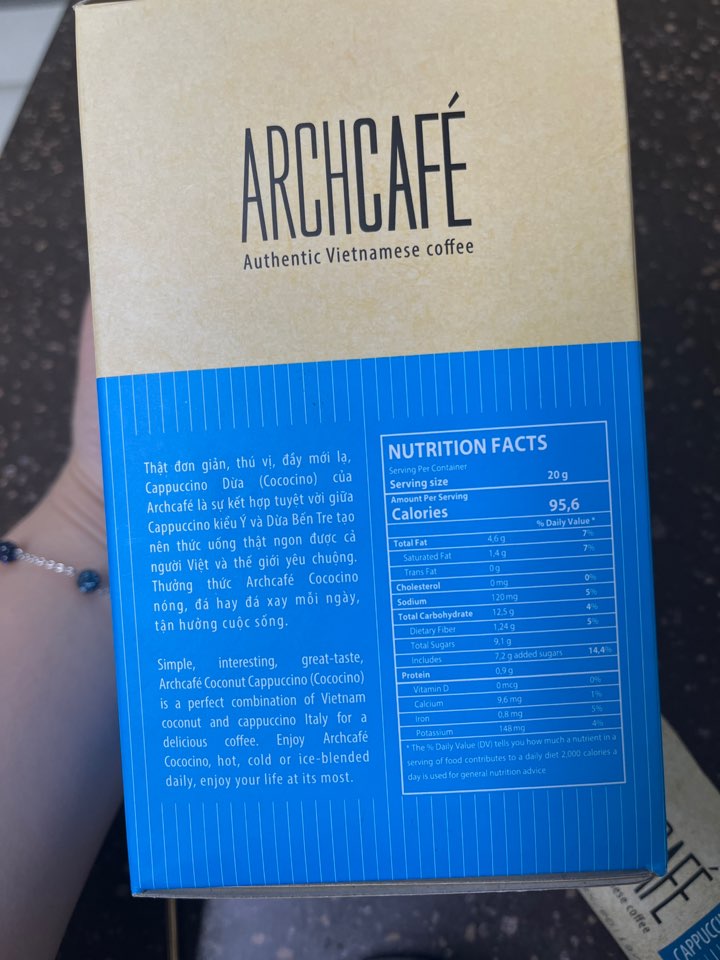 ARCHCAFÉ
Authentic Vietnamese coffee
Thật đơn giản, thú vị, đầy mới lạ,
Cappuccino Dừa (Cococino) của
Archcafé là sự kết hợp tuyệt vời giữa
Cappuccino kiểu Ý và Dừa Bến Tre tạo
nên thức uống thật ngon được cả
người Việt và thế giới yêu chuộng.
Thưởng thức Archcafé Cococino
nóng, đá hay đá xay mỗi ngày,
tận hưởng cuộc sống.
Simple, interesting, great-taste,
Archcafé Coconut Cappuccino (Cococino)
is a perfect combination of Vietnam
coconut and cappuccino Italy for a
delicious coffee. Enjoy Archcafé
Cococino, hot, cold or ice-blended
daily, enjoy your life at its most.
NUTRITION FACTS
Serving Per Container
Serving size 20 g
Amount Per Serving
Calories 95,6
% Daily Value *
Total Fat 4,6 g 7%
Saturated Fat 1,4 g 7%
Trans Fat 0 g
Cholesterol 0 mg 0%
Sodium 120 mg 5%
Total Carbohydrate 12,5 g 4%
Dietary Fiber 1,24 g 5%
Total Sugars 9,1 g
Includes 7,2 g added sugars 14,4%
Protein 0,9 g
Vitamin D 0 mcg 0%
Calcium 9,6 mg 1%
Iron 0,8 mg 5%
Potassium 148 mg 4%
* The % Daily Value (DV) tells you how much a nutrient in a
serving of food contributes to a daily diet 2,000 calories a
day is used for general nutrition advice
CAFÉ
ese coffee
CAPPUCC